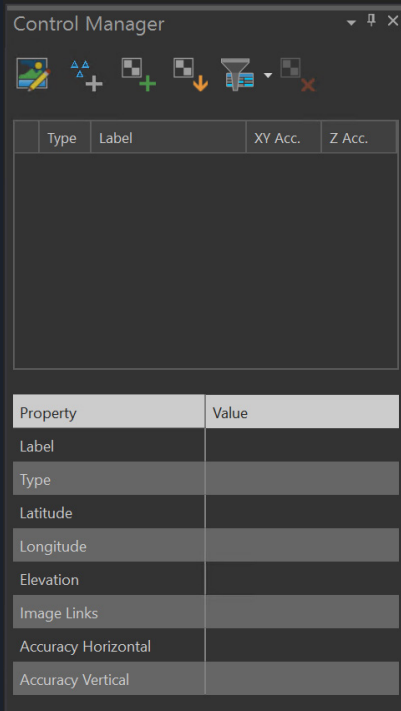 Control Manager
Type Label XY Acc. Z Acc.
Property Value
Label
Type
Latitude
Longitude
Elevation
Image Links
Accuracy Horizontal
Accuracy Vertical